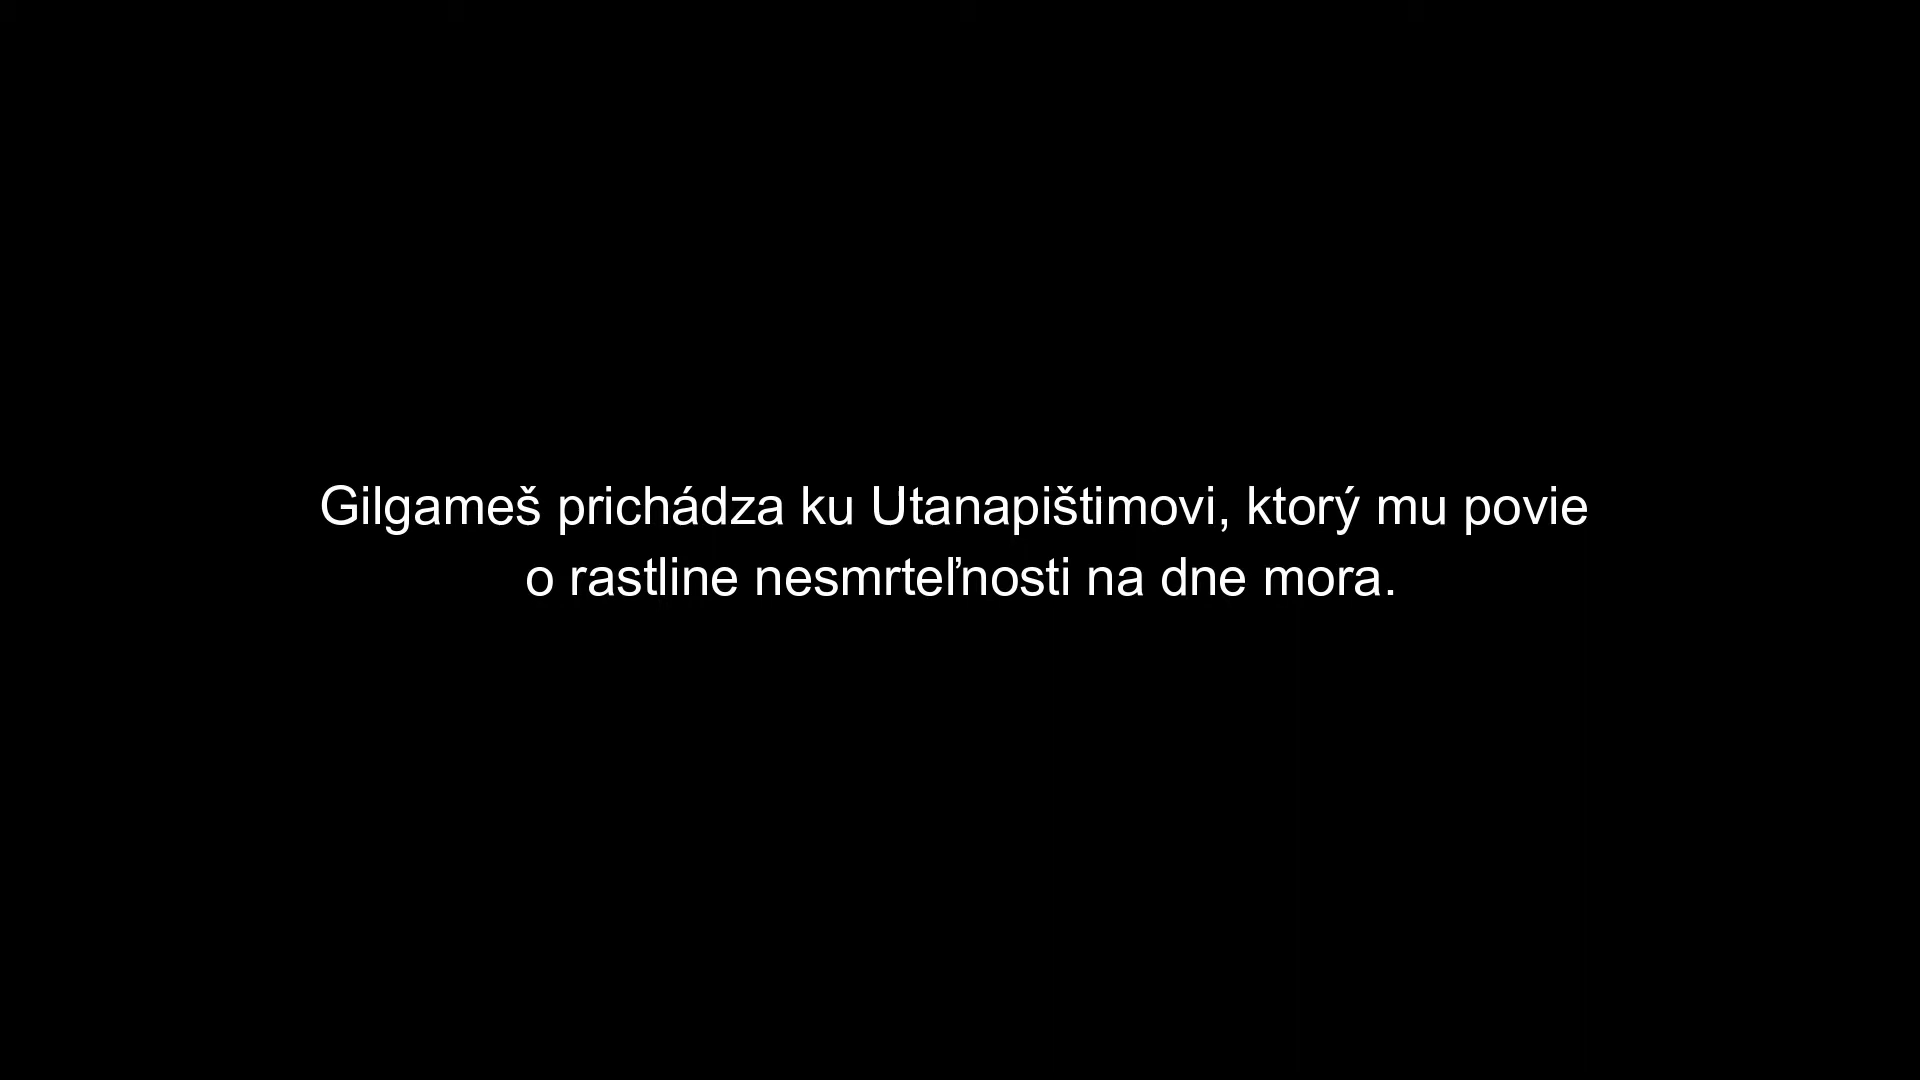 Gilgameš prichádza ku Utanapištimovi, ktorý mu povie
o rastline nesmrteľnosti na dne mora.